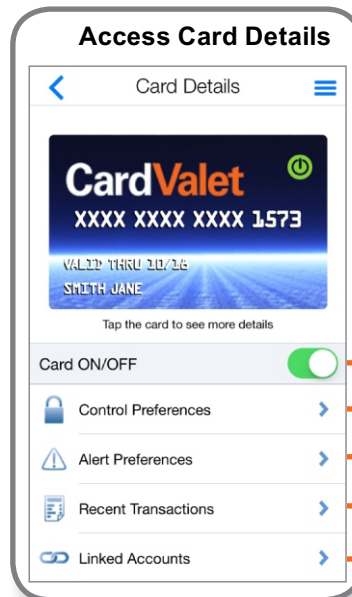 Access Card Details
Card Details
CardValet
XXXX XXXX XXXX 1573
VALID THRU 10/16
SMITH JANE
Tap the card to see more details
Card ON/OFF
Control Preferences
Alert Preferences
Recent Transactions
Linked Accounts